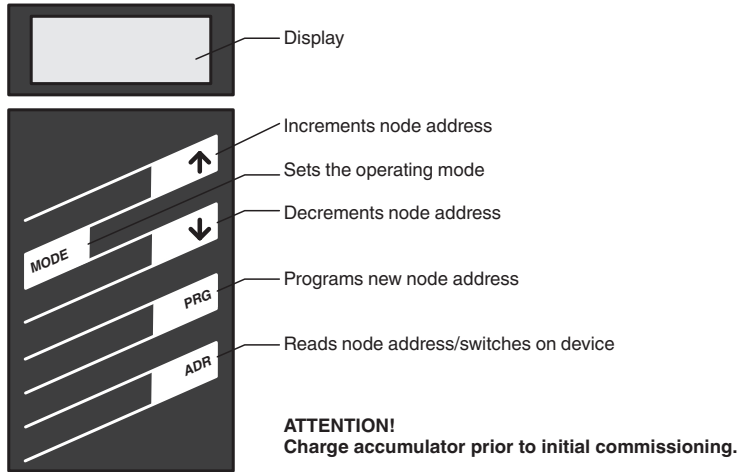 Display
Increments node address
Sets the operating mode
Decrements node address
MODE
Programs new node address
PRG
Reads node address/switches on device
ADR
ATTENTION!
Charge accumulator prior to initial commissioning.